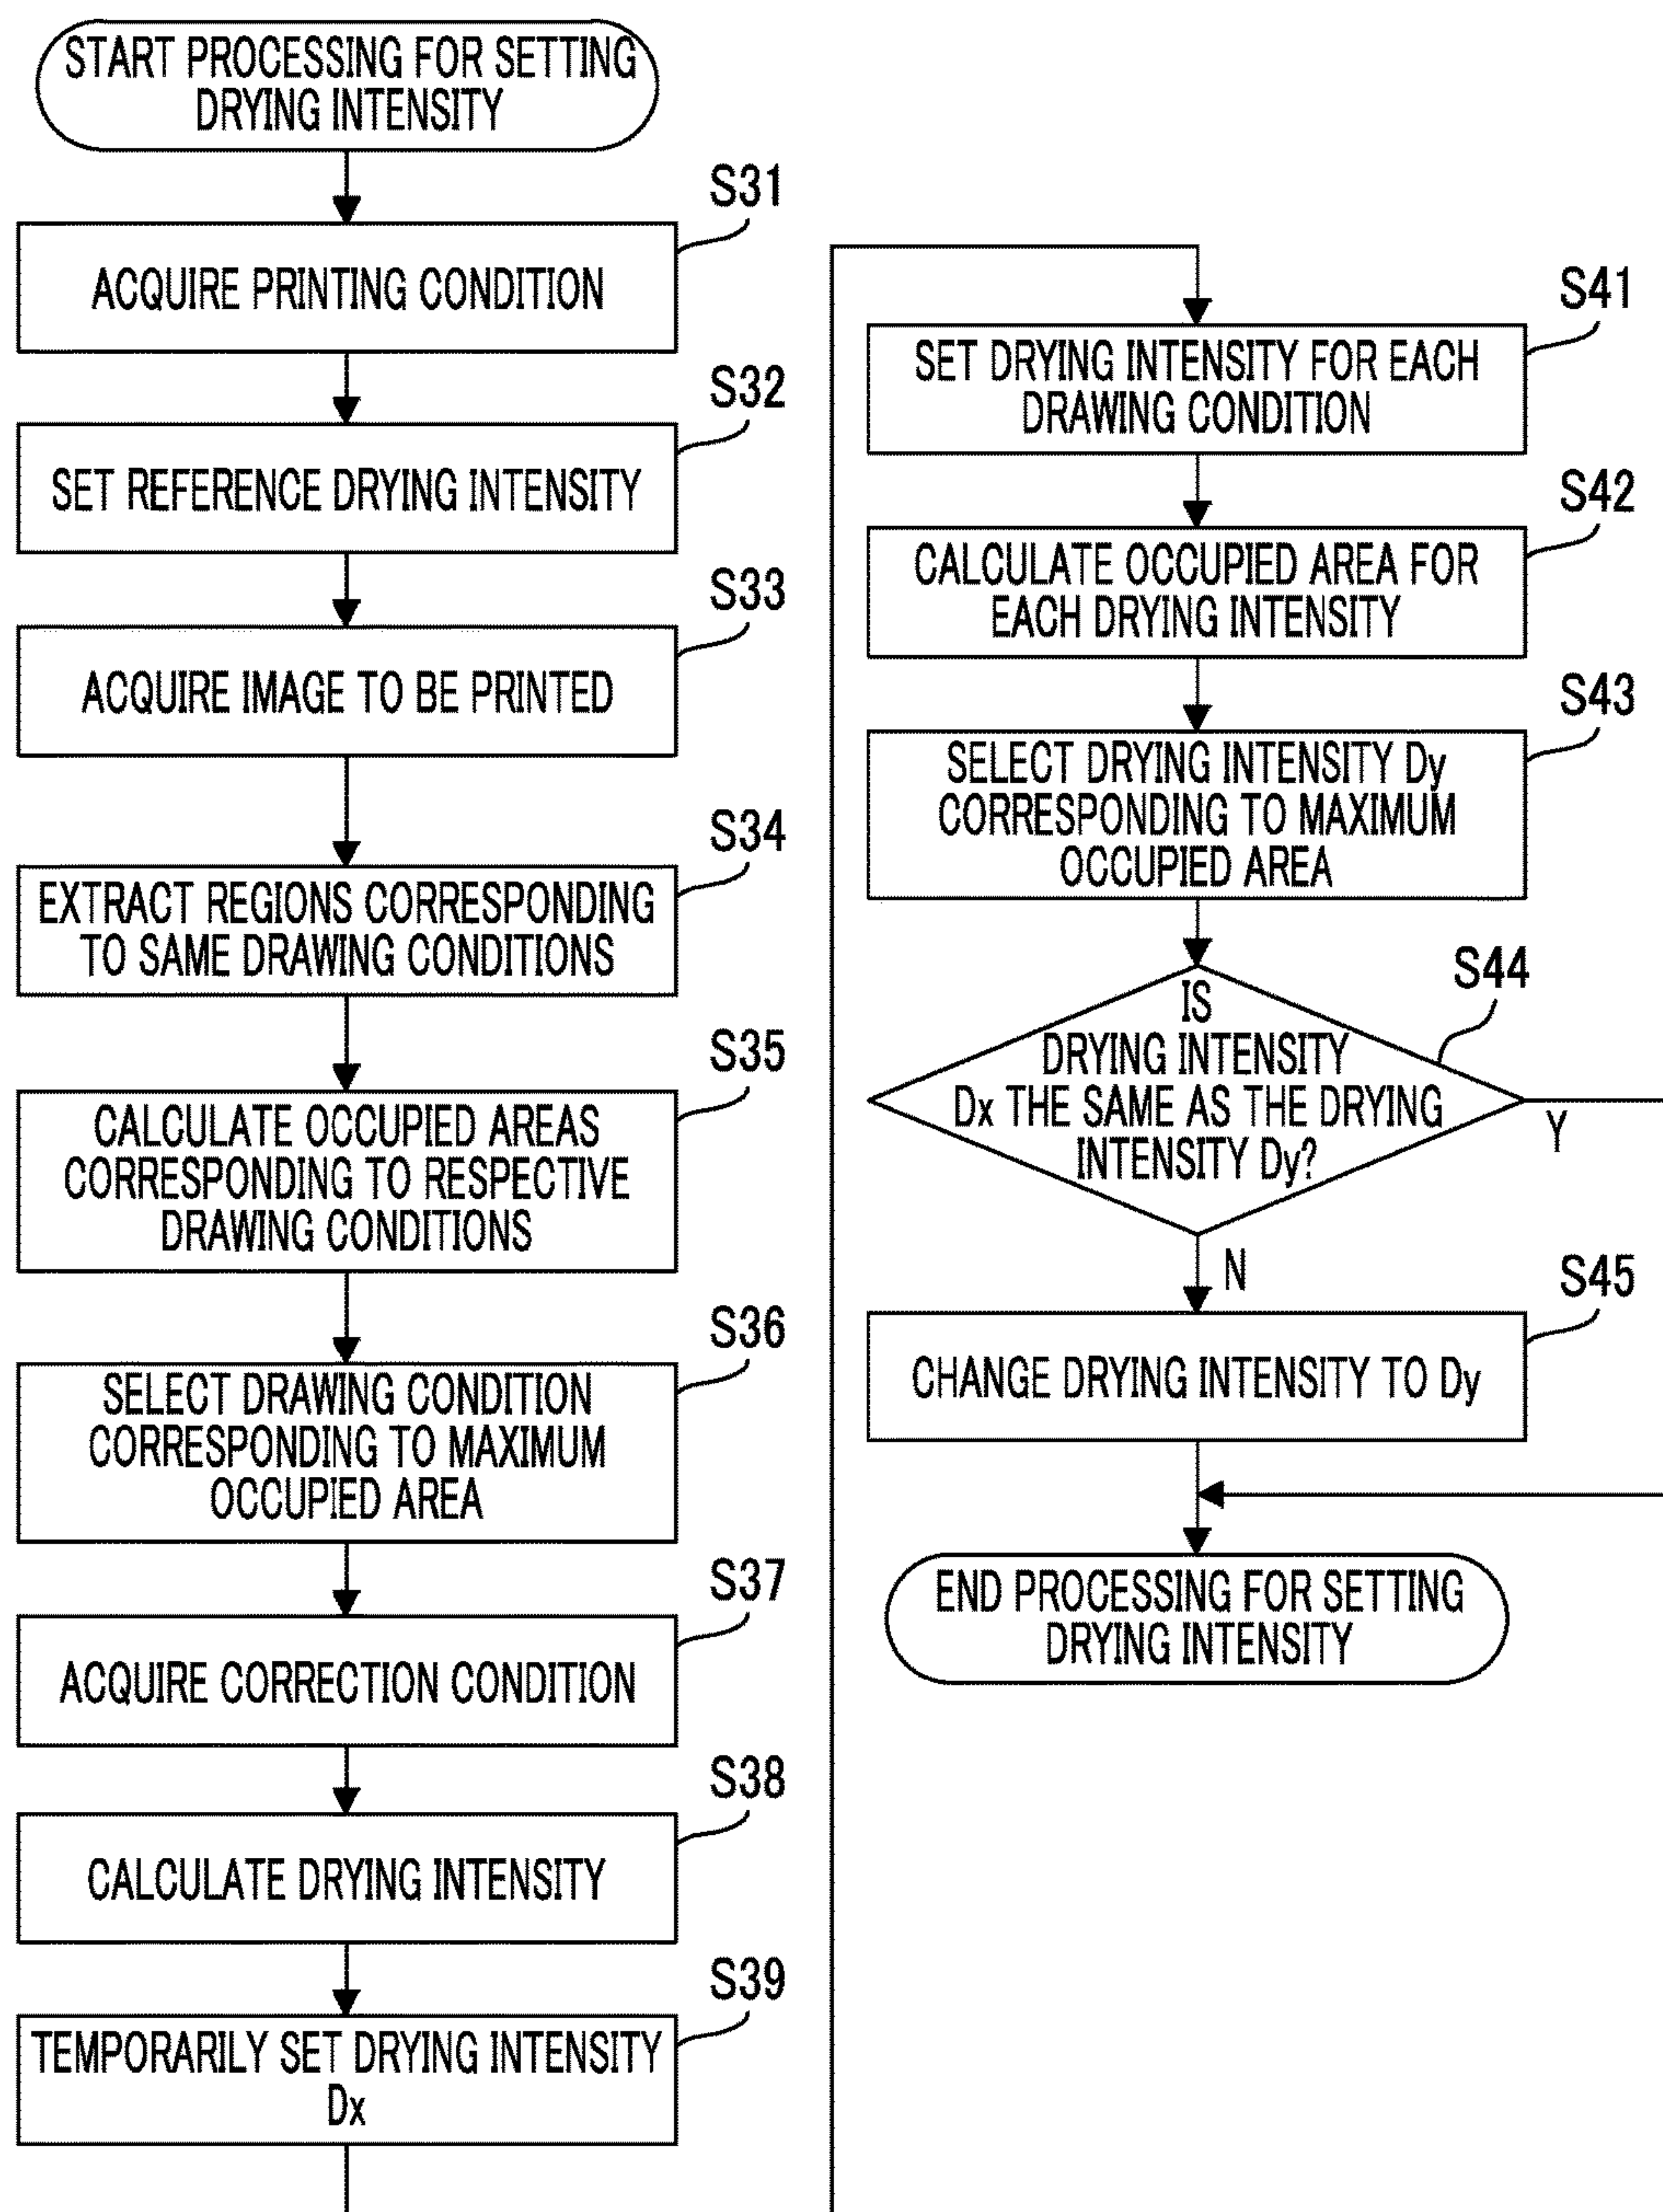 START PROCESSING FOR SETTING
DRYING INTENSITY
S31
ACQUIRE PRINTING CONDITION
S32
SET REFERENCE DRYING INTENSITY
S33
ACQUIRE IMAGE TO BE PRINTED
S34
EXTRACT REGIONS CORRESPONDING
TO SAME DRAWING CONDITIONS
S35
CALCULATE OCCUPIED AREAS
CORRESPONDING TO RESPECTIVE
DRAWING CONDITIONS
S36
SELECT DRAWING CONDITION
CORRESPONDING TO MAXIMUM
OCCUPIED AREA
S37
ACQUIRE CORRECTION CONDITION
S38
CALCULATE DRYING INTENSITY
S39
TEMPORARILY SET DRYING INTENSITY
Dx
S41
SET DRYING INTENSITY FOR EACH
DRAWING CONDITION
S42
CALCULATE OCCUPIED AREA FOR
EACH DRYING INTENSITY
S43
SELECT DRYING INTENSITY Dy
CORRESPONDING TO MAXIMUM
OCCUPIED AREA
S44
IS
DRYING INTENSITY
Dx THE SAME AS THE DRYING
INTENSITY Dy?
Y
N
S45
CHANGE DRYING INTENSITY TO Dy
END PROCESSING FOR SETTING
DRYING INTENSITY